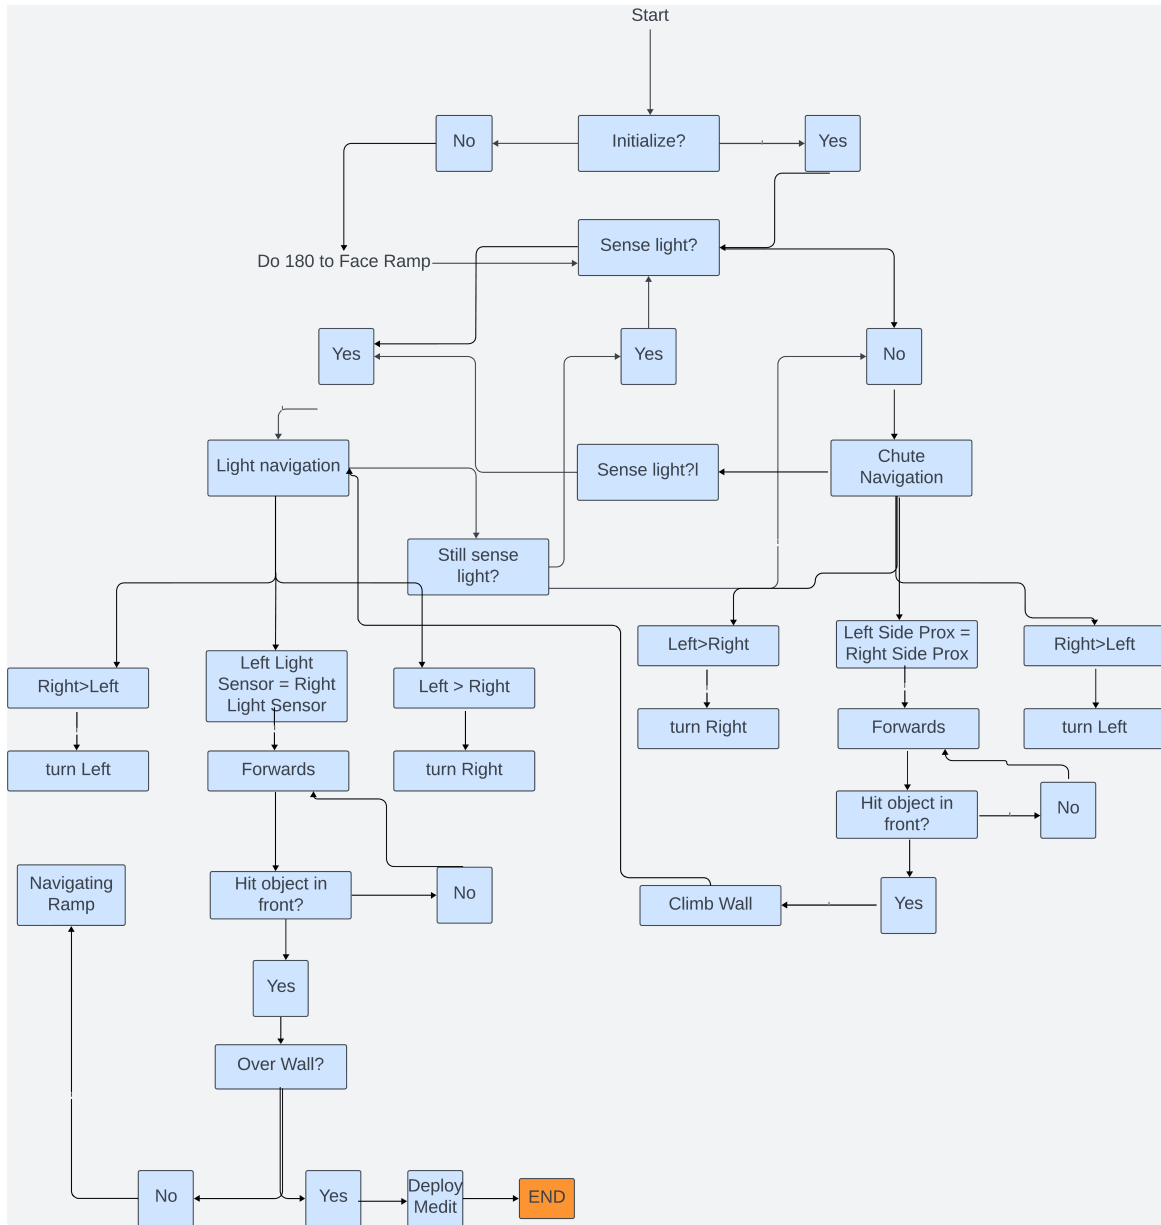 Start
No
Initialize?
Yes
Sense light?
Do 180 to Face Ramp
Yes
Yes
No
Light navigation
Sense light?l
Chute
Navigation
Still sense
light?
Left>Right
Left Side Prox =
Right Side Prox
Right>Left
Right>Left
Left Light
Sensor = Right
Light Sensor
Left > Right
turn Right
Forwards
turn Left
turn Left
Forwards
turn Right
Hit object in
front?
No
Navigating
Ramp
Hit object in
front?
No
Climb Wall
Yes
Yes
Over Wall?
No
Yes
Deploy
Medit
END